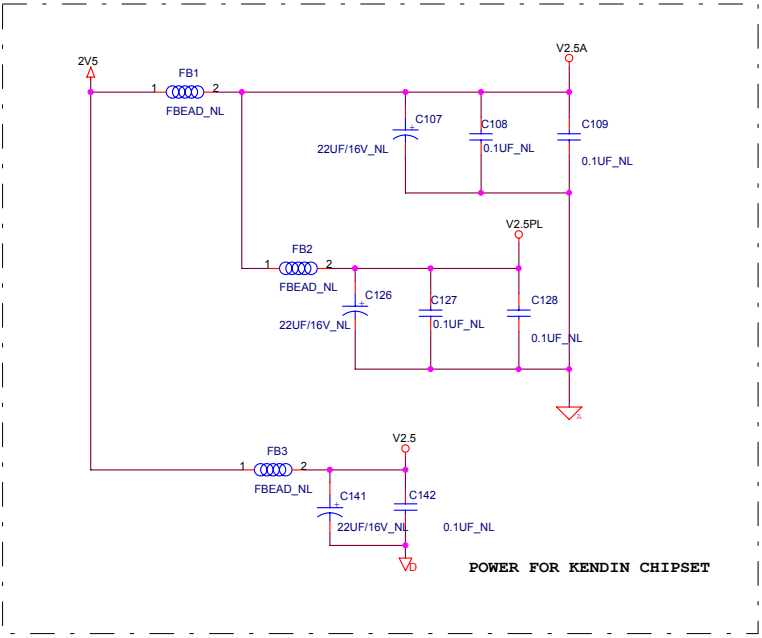 V2.5A
2V5
FB1
1 2
FBEAD_NL
C107
22UF/16V_NL
C108
0.1UF_NL
C109
0.1UF_NL
V2.5PL
FB2
1 2
FBEAD_NL
C126
22UF/16V_NL
C127
0.1UF_NL
C128
0.1UF_NL
A
V2.5
FB3
1 2
FBEAD_NL
C141
22UF/16V_NL
C142
0.1UF_NL
D
POWER FOR KENDIN CHIPSET